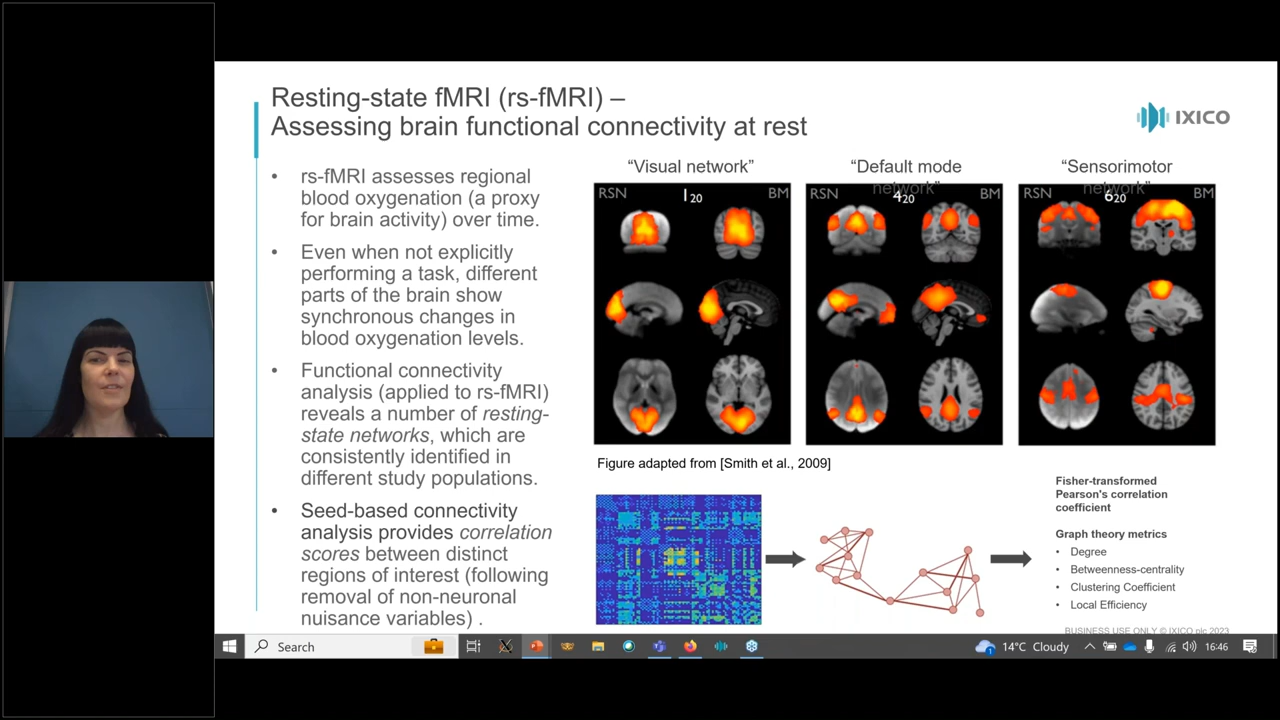 Resting-state fMRI (rs-fMRI) –
Assessing brain functional connectivity at rest
IXICO
• rs-fMRI assesses regional
blood oxygenation (a proxy
for brain activity) over time.
• Even when not explicitly
performing a task, different
parts of the brain show
synchronous changes in
blood oxygenation levels.
• Functional connectivity
analysis (applied to rs-fMRI)
reveals a number of resting-
state networks, which are
consistently identified in
different study populations.
• Seed-based connectivity
analysis provides correlation
scores between distinct
regions of interest (following
removal of non-neuronal
nuisance variables) .
“Visual network”
RSN 1₂₀ BM
“Default mode
network”
RSN 4₂₀ BM
“Sensorimotor
network”
RSN 6₂₀ BM
Figure adapted from [Smith et al., 2009]
Fisher-transformed
Pearson's correlation
coefficient
Graph theory metrics
• Degree
• Betweenness-centrality
• Clustering Coefficient
• Local Efficiency
BUSINESS USE ONLY © IXICO plc 2023
Search
14°C Cloudy
16:46